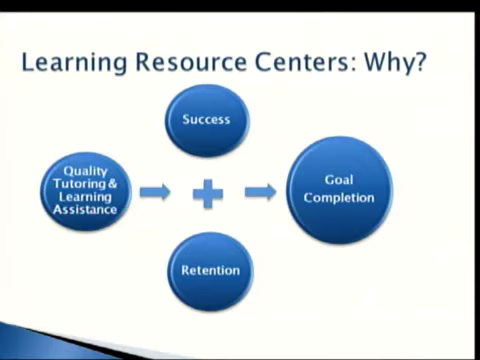 Learning Resource Centers: Why?
Success
Quality
Tutoring &
Learning
Assistance
Goal
Completion
Retention